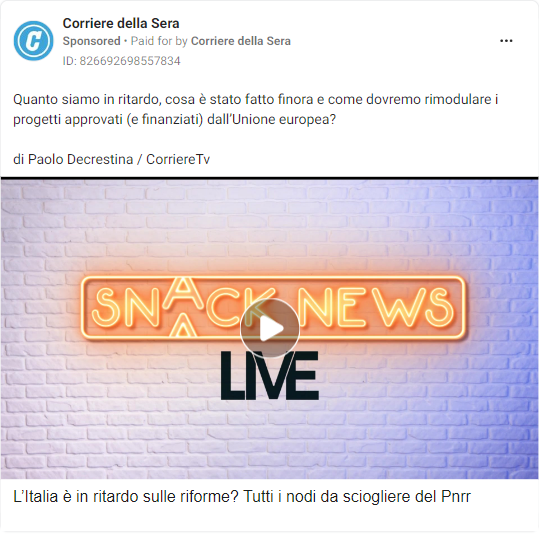 Corriere della Sera
Sponsored • Paid for by Corriere della Sera
ID: 826692698557834
Quanto siamo in ritardo, cosa è stato fatto finora e come dovremo rimodulare i
progetti approvati (e finanziati) dall'Unione europea?
di Paolo Decrestina / CorriereTv
SNACK NEWS
LIVE
L'Italia è in ritardo sulle riforme? Tutti i nodi da sciogliere del Pnrr